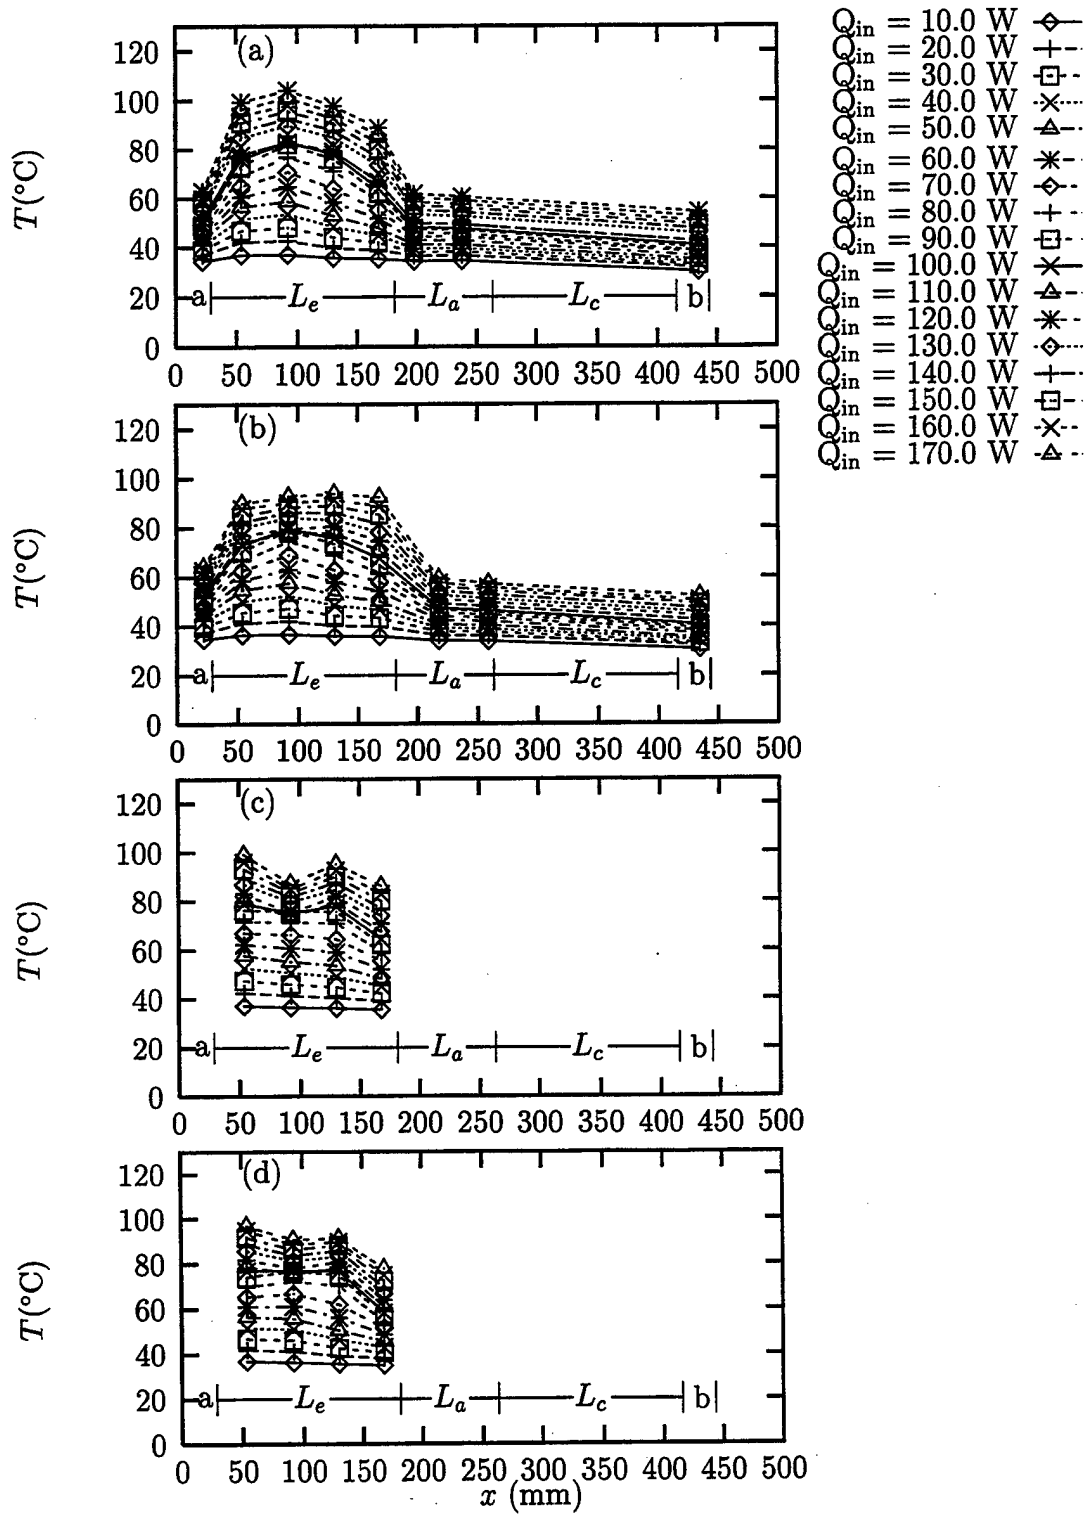 Q_in = 10.0 W
Q_in = 20.0 W
Q_in = 30.0 W
Q_in = 40.0 W
Q_in = 50.0 W
Q_in = 60.0 W
Q_in = 70.0 W
Q_in = 80.0 W
Q_in = 90.0 W
Q_in = 100.0 W
Q_in = 110.0 W
Q_in = 120.0 W
Q_in = 130.0 W
Q_in = 140.0 W
Q_in = 150.0 W
Q_in = 160.0 W
Q_in = 170.0 W
(a)
T(°C)
120
100
80
60
40
20
0
a L_e L_a L_c b
0 50 100 150 200 250 300 350 400 450 500
(b)
T(°C)
120
100
80
60
40
20
0
a L_e L_a L_c b
0 50 100 150 200 250 300 350 400 450 500
(c)
T(°C)
120
100
80
60
40
20
0
a L_e L_a L_c b
0 50 100 150 200 250 300 350 400 450 500
(d)
T(°C)
120
100
80
60
40
20
0
a L_e L_a L_c b
0 50 100 150 200 250 300 350 400 450 500
x (mm)